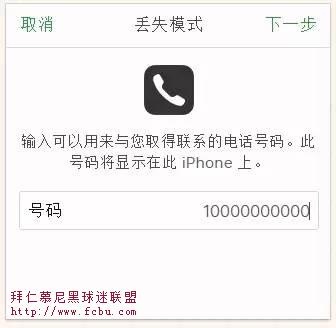 取消 丢失模式 下一步
输入可以用来与您取得联系的电话号码。此
号码将显示在此 iPhone 上。
号码 10000000000
拜仁慕尼黑球迷联盟
http://www.fcbu.com